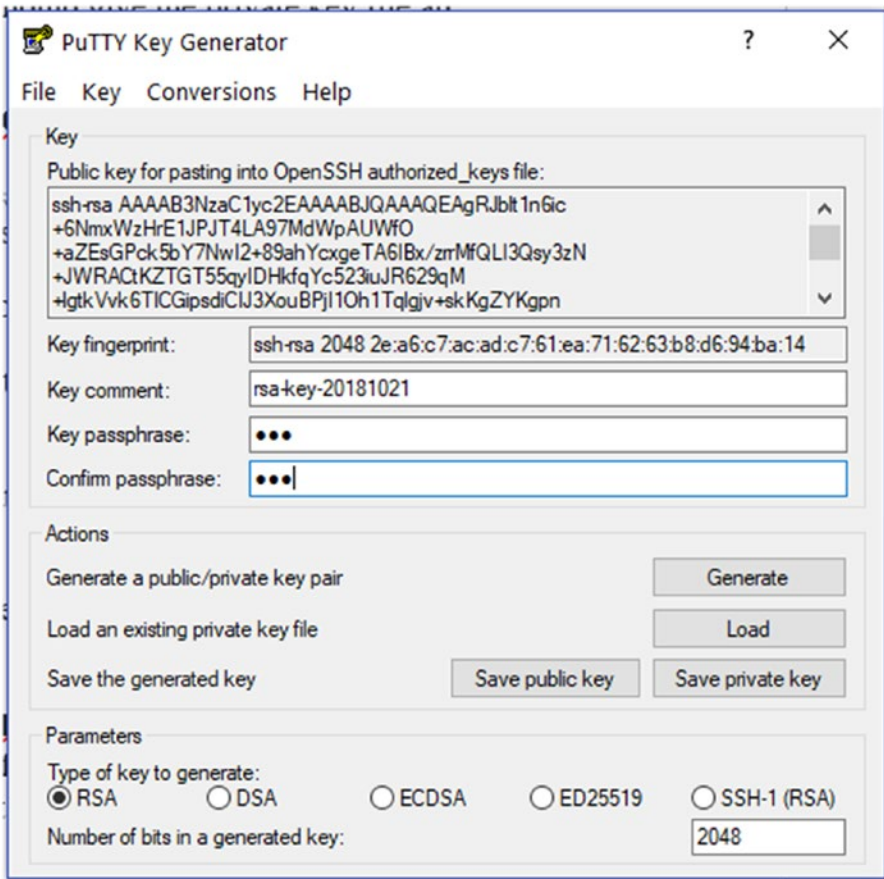 PuTTY Key Generator
?
File Key Conversions Help
Key
Public key for pasting into OpenSSH authorized_keys file:
ssh-rsa AAAAB3NzaC1yc2EAAAABJQAAAQEAgRJblt1n6ic
+6NmxWzHrE1JPJT4LA97MdWpAUWfO
+aZEsGPck5bY7NwI2+89ahYcxgeTA6IBx/zrrMfQLI3Qsy3zN
+JWRACtKZTGT55qyIDHkfqYc523iuJR629qM
+IgtkVvk6TICGipsdiCIJ3XouBPjI1Oh1Tqlgjv+skKgZYKgpn
Key fingerprint: ssh-rsa 2048 2e:a6:c7:ac:ad:c7:61:ea:71:62:63:b8:d6:94:ba:14
Key comment: rsa-key-20181021
Key passphrase: ●●●
Confirm passphrase: ●●●
Actions
Generate a public/private key pair Generate
Load an existing private key file Load
Save the generated key Save public key Save private key
Parameters
Type of key to generate:
RSA DSA ECDSA ED25519 SSH-1 (RSA)
Number of bits in a generated key: 2048